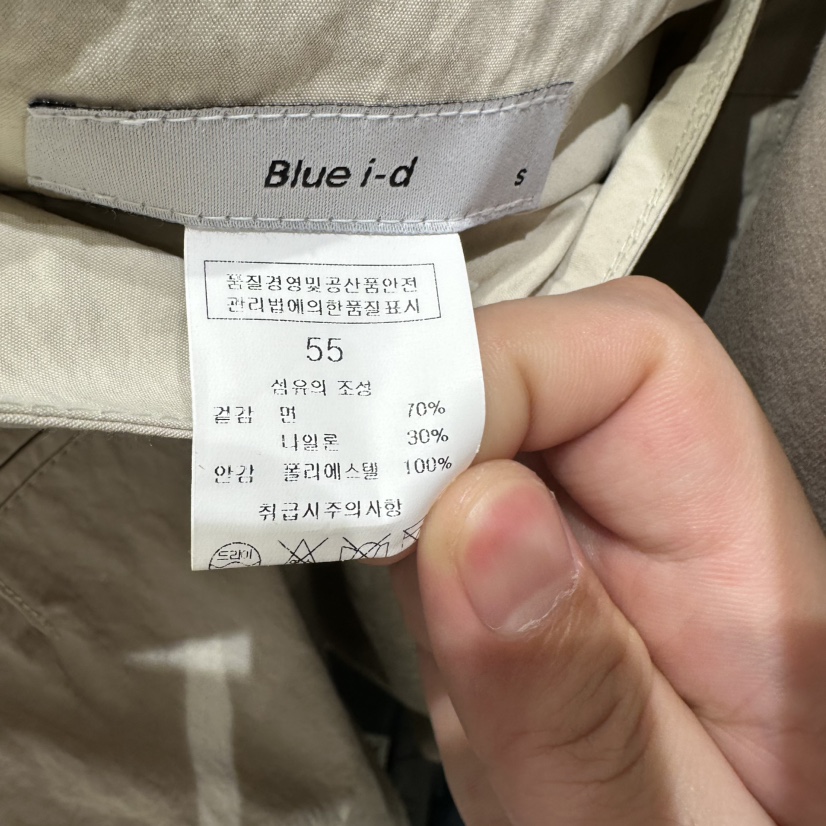 Blue i-d S
품질경영및공산품안전
관리법에의한품질표시
55
섬유의 조성
겉감 면 70%
나일론 30%
안감 폴리에스텔 100%
취급시주의사항
드라이